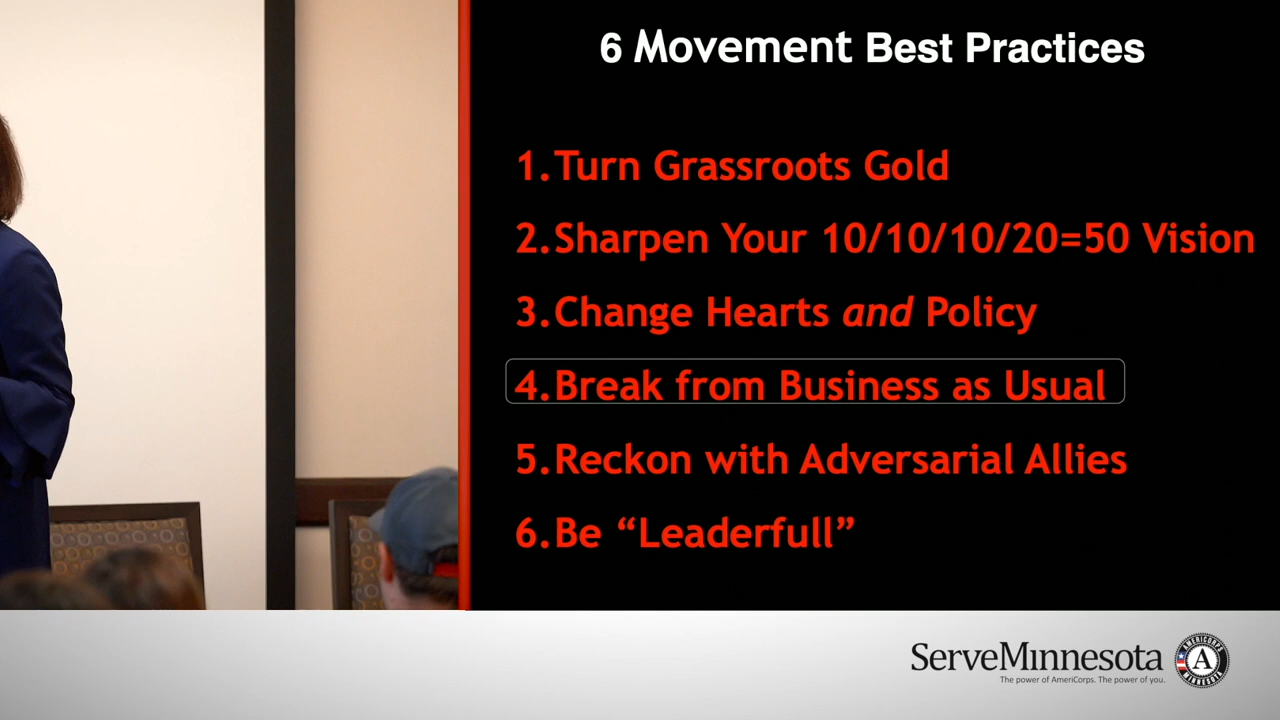 6 Movement Best Practices
1. Turn Grassroots Gold
2. Sharpen Your 10/10/10/20=50 Vision
3. Change Hearts and Policy
4. Break from Business as Usual
5. Reckon with Adversarial Allies
6. Be “Leaderfull”
ServeMinnesota
The power of AmeriCorps. The power of you.
AMERICORPS
A
MINNESOTA